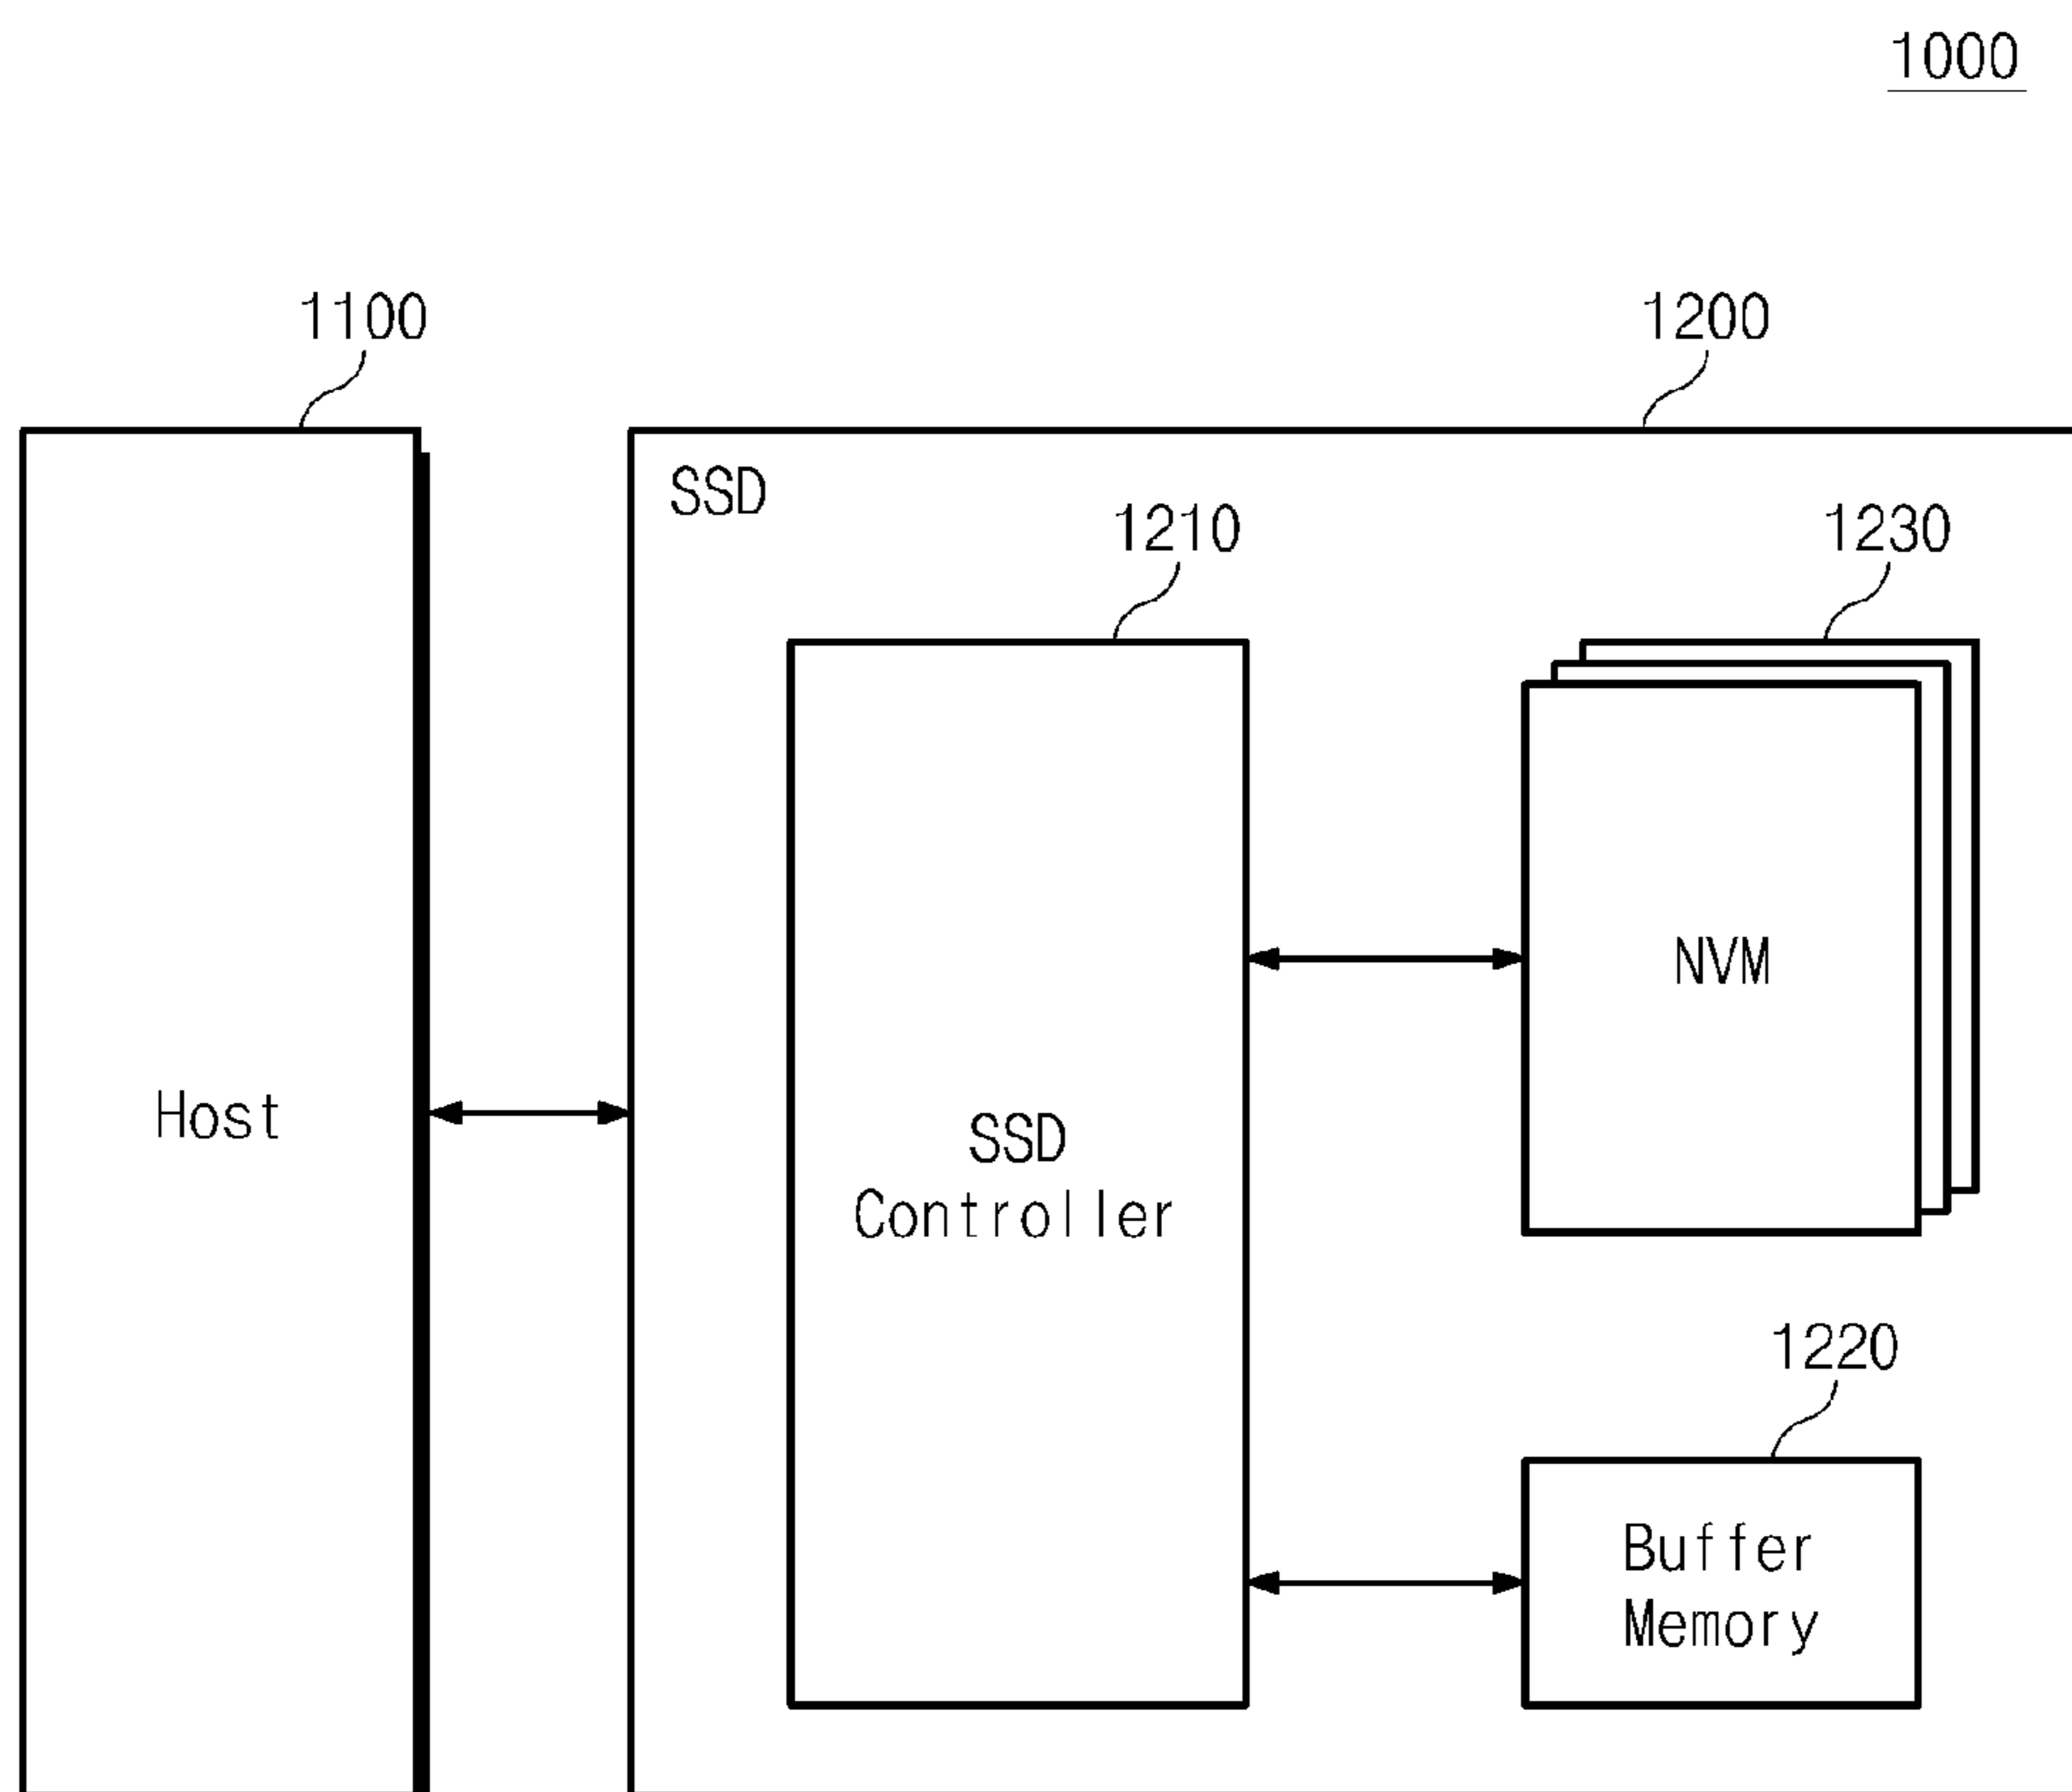 1000
1100
1200
SSD
1210
1230
NVM
Host
SSD
Controller
1220
Buffer
Memory